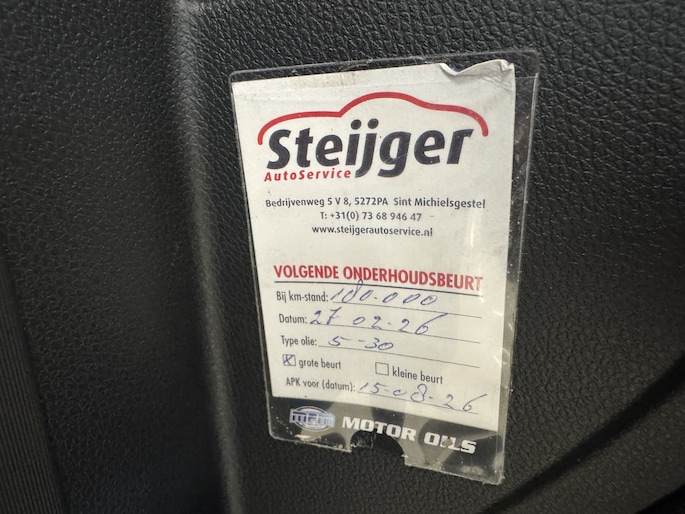 Steijger
AutoService
Bedrijvenweg 5 V 8, 5272PA Sint Michielsgestel
T: +31(0) 73 68 946 47
www.steijgerautoservice.nl
VOLGENDE ONDERHOUDSBEURT
Bij km-stand: 180.000
Datum: 27-02-26
Type olie: 5-30
grote beurt kleine beurt
APK voor (datum): 15-08-26
MOTOR OILS